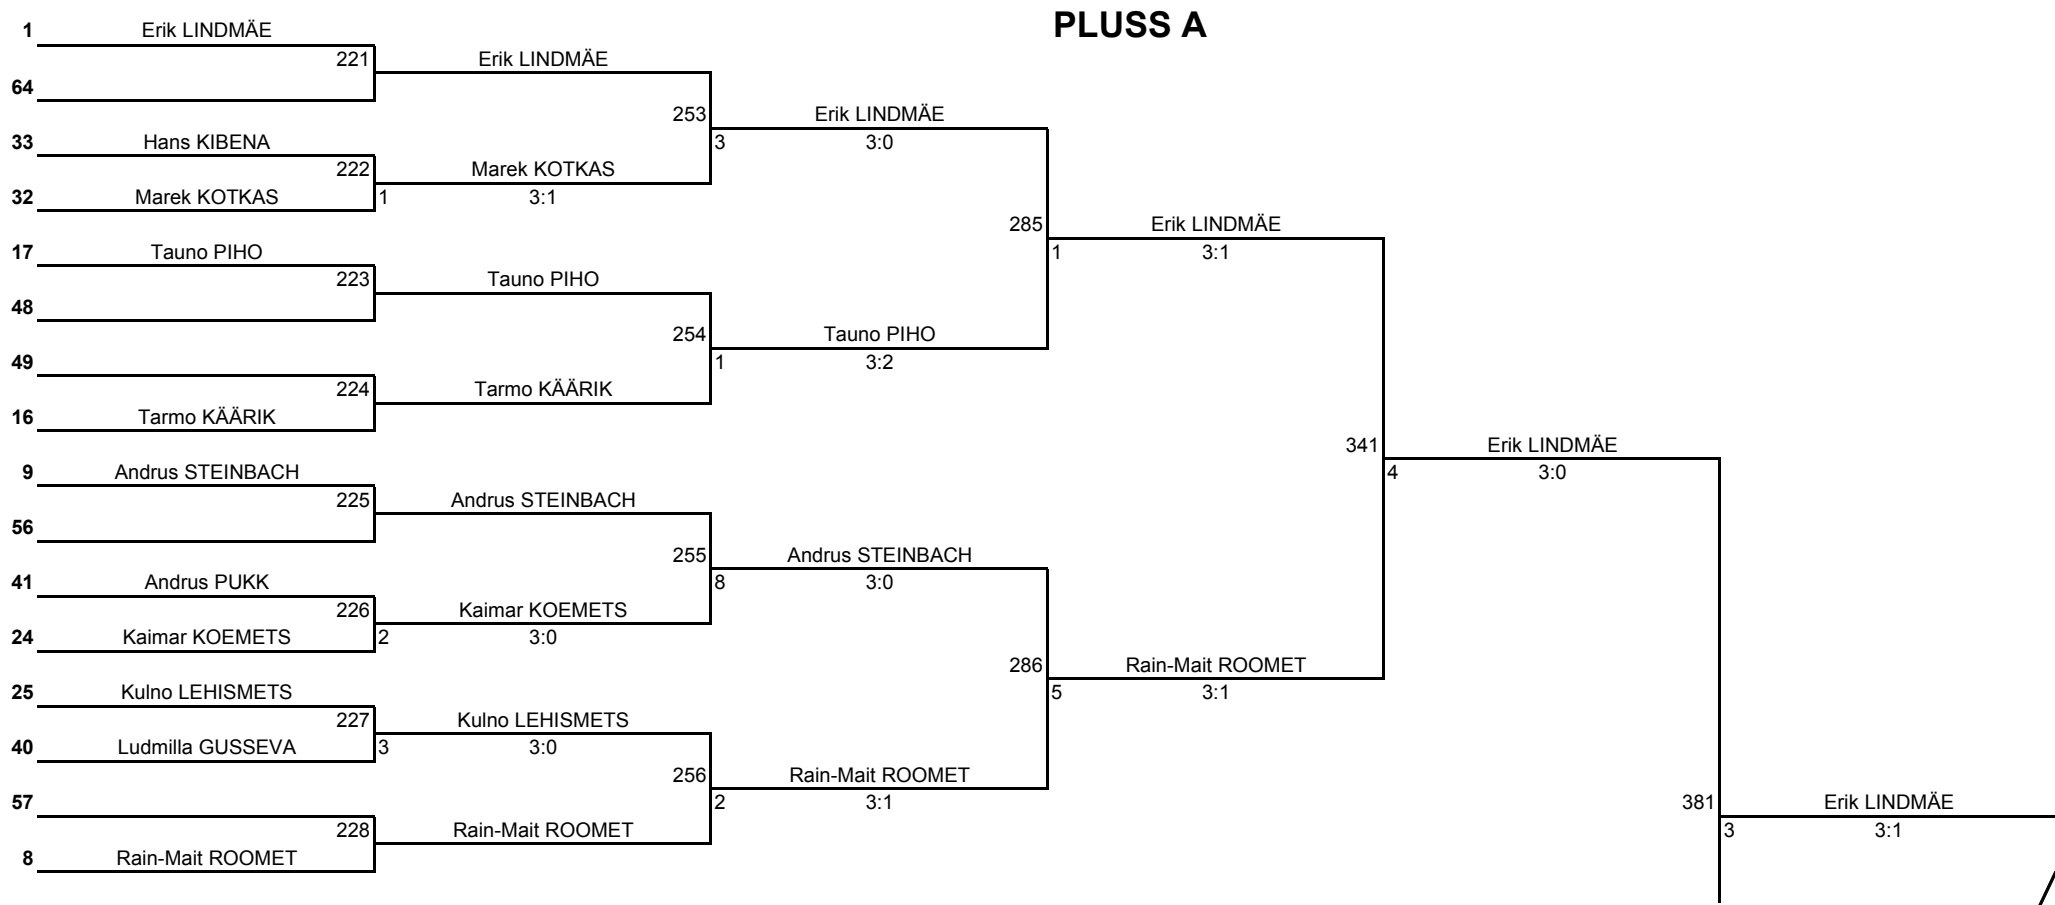 PLUSS A
1 Erik LINDMÄE
221 Erik LINDMÄE
64
253 Erik LINDMÄE
33 Hans KIBENA 3 3:0
222 Marek KOTKAS
32 Marek KOTKAS 1 3:1
285 Erik LINDMÄE
17 Tauno PIHO 1 3:1
223 Tauno PIHO
48
254 Tauno PIHO
49 1 3:2
224 Tarmo KÄÄRIK
16 Tarmo KÄÄRIK
341 Erik LINDMÄE
9 Andrus STEINBACH 4 3:0
225 Andrus STEINBACH
56
255 Andrus STEINBACH
41 Andrus PUKK 8 3:0
226 Kaimar KOEMETS
24 Kaimar KOEMETS 2 3:0
286 Rain-Mait ROOMET
25 Kulno LEHISMETS 5 3:1
227 Kulno LEHISMETS
40 Ludmilla GUSSEVA 3 3:0
256 Rain-Mait ROOMET
57 2 3:1 381 Erik LINDMÄE
228 Rain-Mait ROOMET 3 3:1
8 Rain-Mait ROOMET